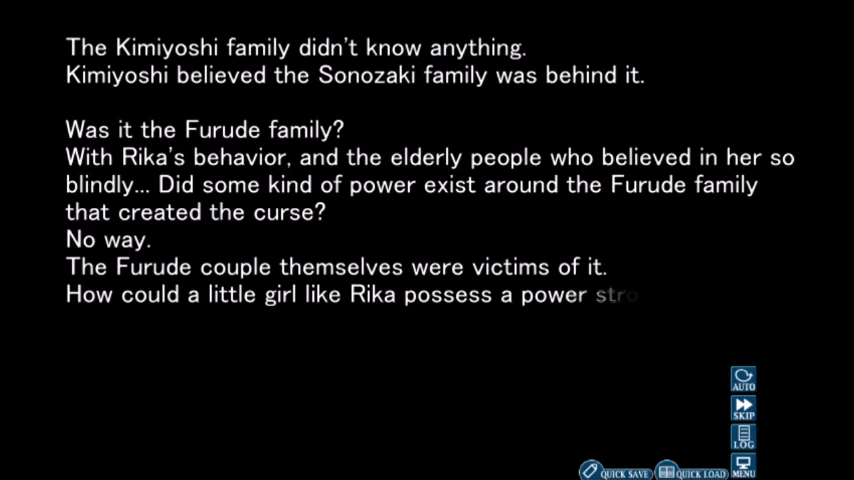 The Kimiyoshi family didn't know anything.
Kimiyoshi believed the Sonozaki family was behind it.
Was it the Furude family?
With Rika's behavior, and the elderly people who believed in her so
blindly... Did some kind of power exist around the Furude family
that created the curse?
No way.
The Furude couple themselves were victims of it.
How could a little girl like Rika possess a power stro
AUTO
SKIP
LOG
MENU
QUICK SAVE
QUICK LOAD